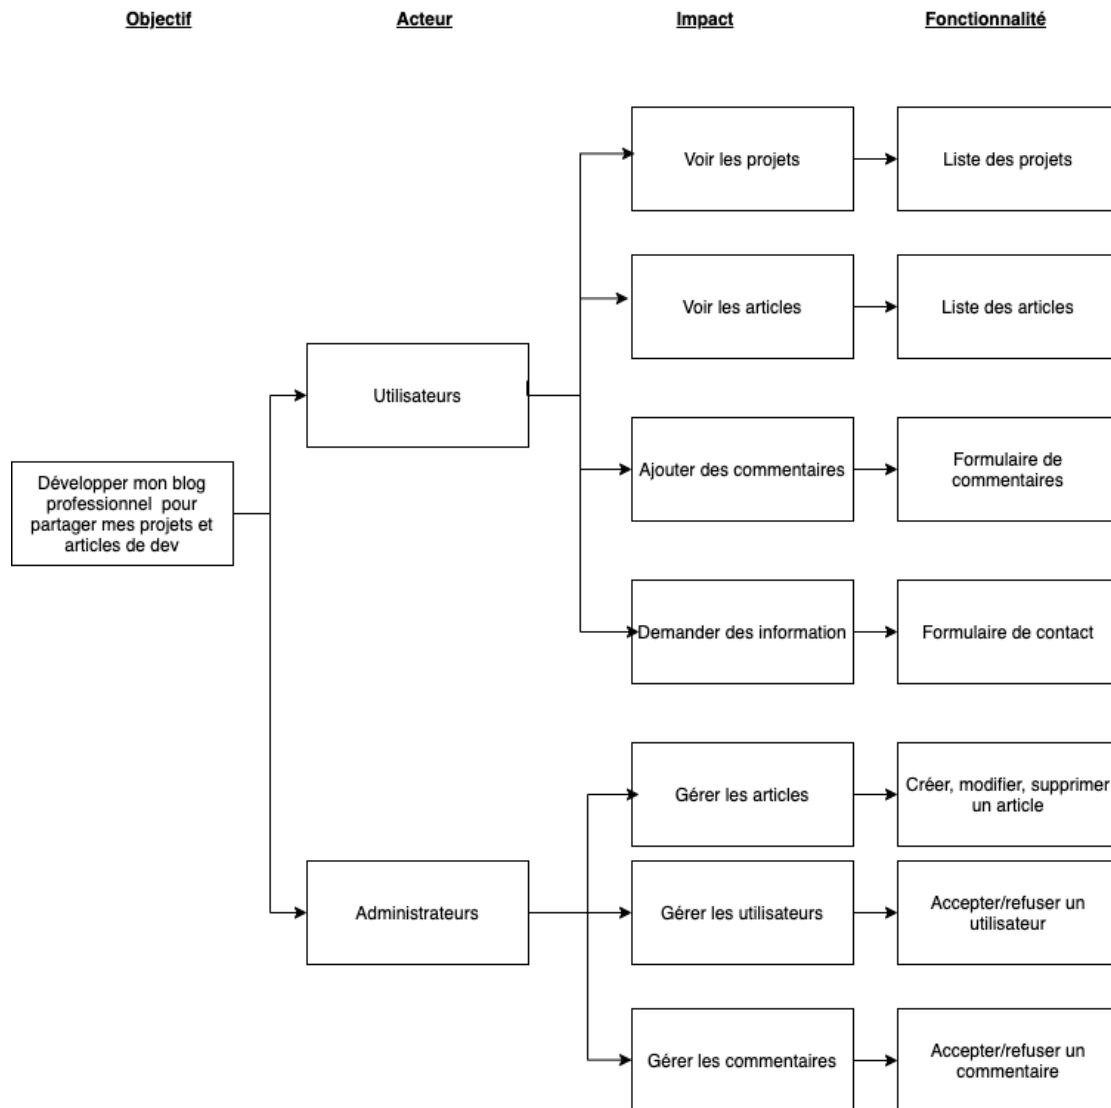 Objectif
Acteur
Impact
Fonctionnalité
Voir les projets
Liste des projets
Voir les articles
Liste des articles
Utilisateurs
Ajouter des commentaires
Formulaire de
commentaires
Développer mon blog
professionnel pour
partager mes projets et
articles de dev
Demander des information
Formulaire de contact
Gérer les articles
Créer, modifier, supprimer
un article
Administrateurs
Gérer les utilisateurs
Accepter/refuser un
utilisateur
Gérer les commentaires
Accepter/refuser un
commentaire